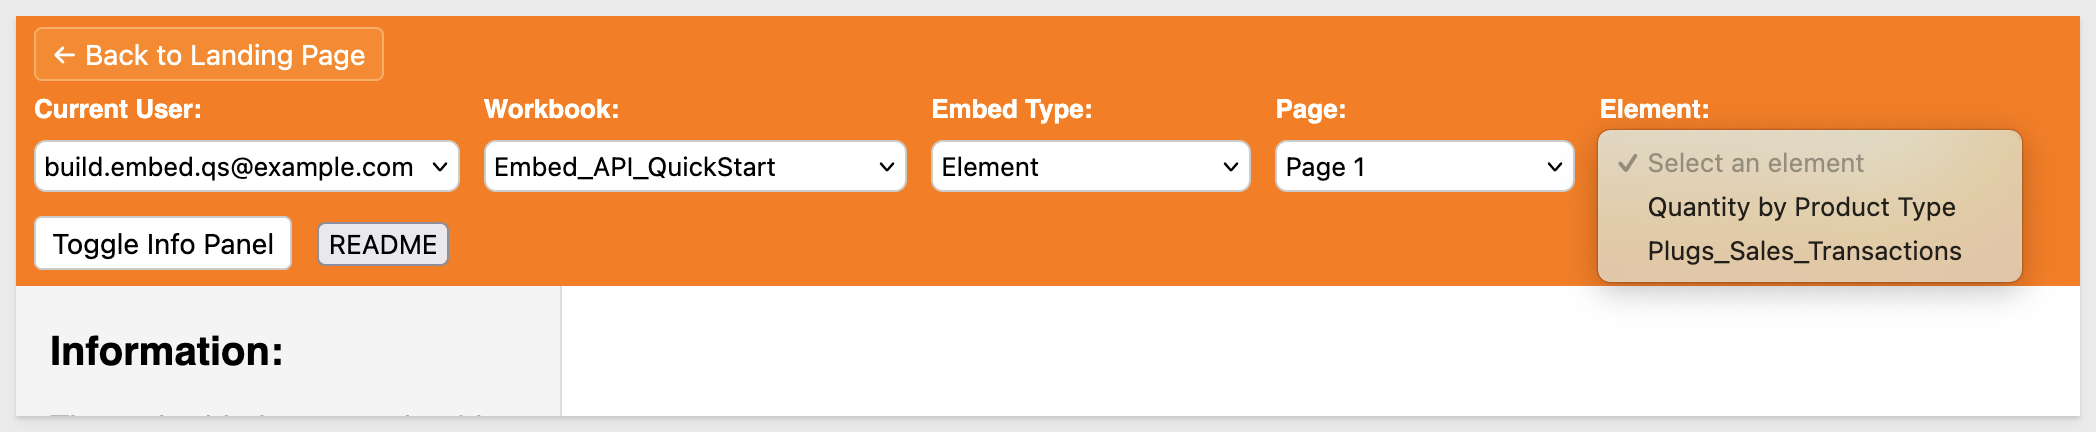 ← Back to Landing Page
Current User:
Workbook:
Embed Type:
Page:
Element:
build.embed.qs@example.com
Embed_API_QuickStart
Element
Page 1
✓ Select an element
Quantity by Product Type
Plugs_Sales_Transactions
Toggle Info Panel
README
Information: